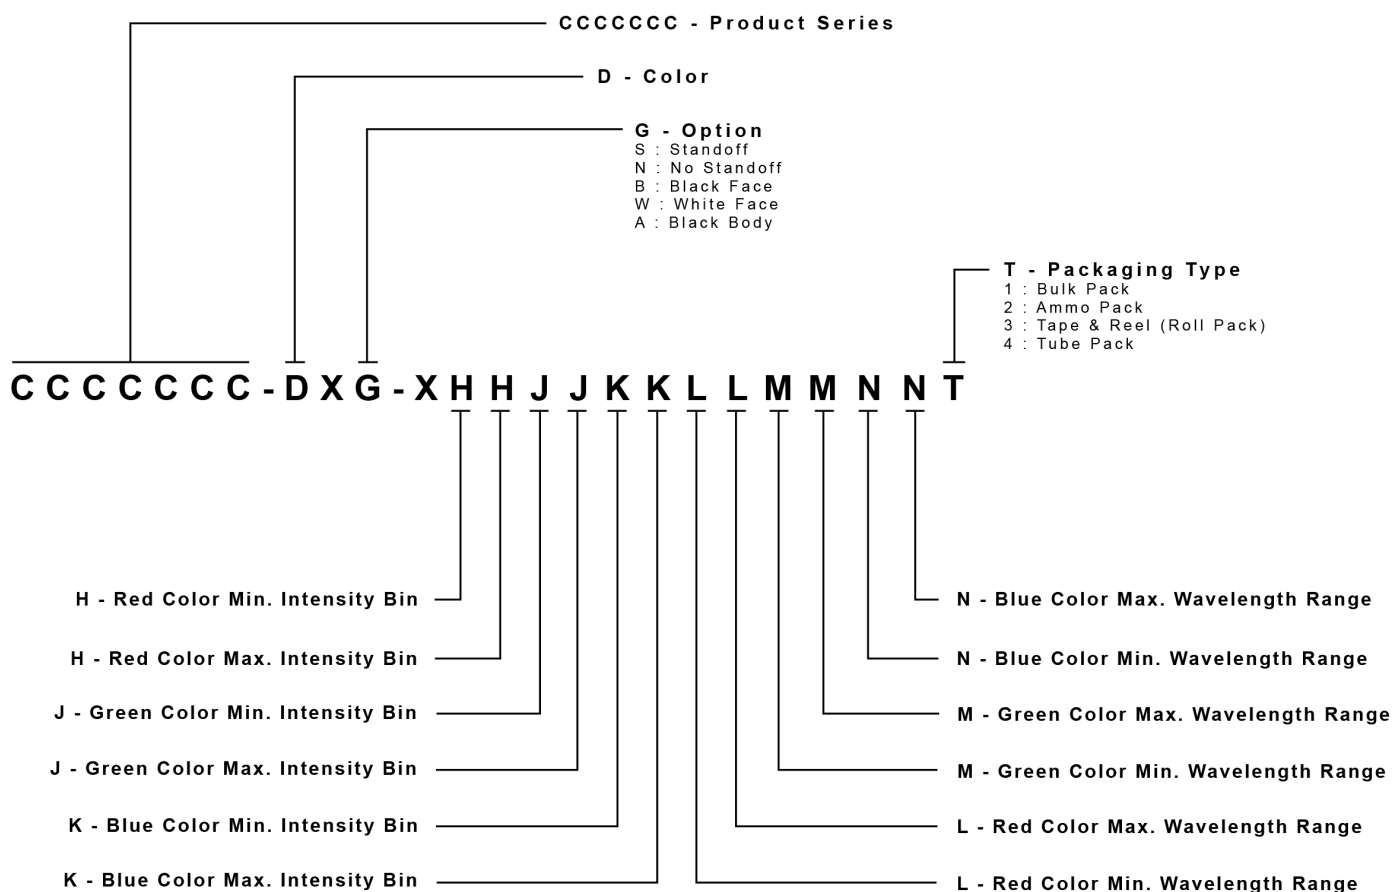 CCCCCCC - Product Series
D - Color
G - Option
S : Standoff
N : No Standoff
B : Black Face
W : White Face
A : Black Body
T - Packaging Type
1 : Bulk Pack
2 : Ammo Pack
3 : Tape & Reel (Roll Pack)
4 : Tube Pack
CCCCCCC-DXG-XHHJJKKLLMMNNT
H - Red Color Min. Intensity Bin
N - Blue Color Max. Wavelength Range
H - Red Color Max. Intensity Bin
N - Blue Color Min. Wavelength Range
J - Green Color Min. Intensity Bin
M - Green Color Max. Wavelength Range
J - Green Color Max. Intensity Bin
M - Green Color Min. Wavelength Range
K - Blue Color Min. Intensity Bin
L - Red Color Max. Wavelength Range
K - Blue Color Max. Intensity Bin
L - Red Color Min. Wavelength Range